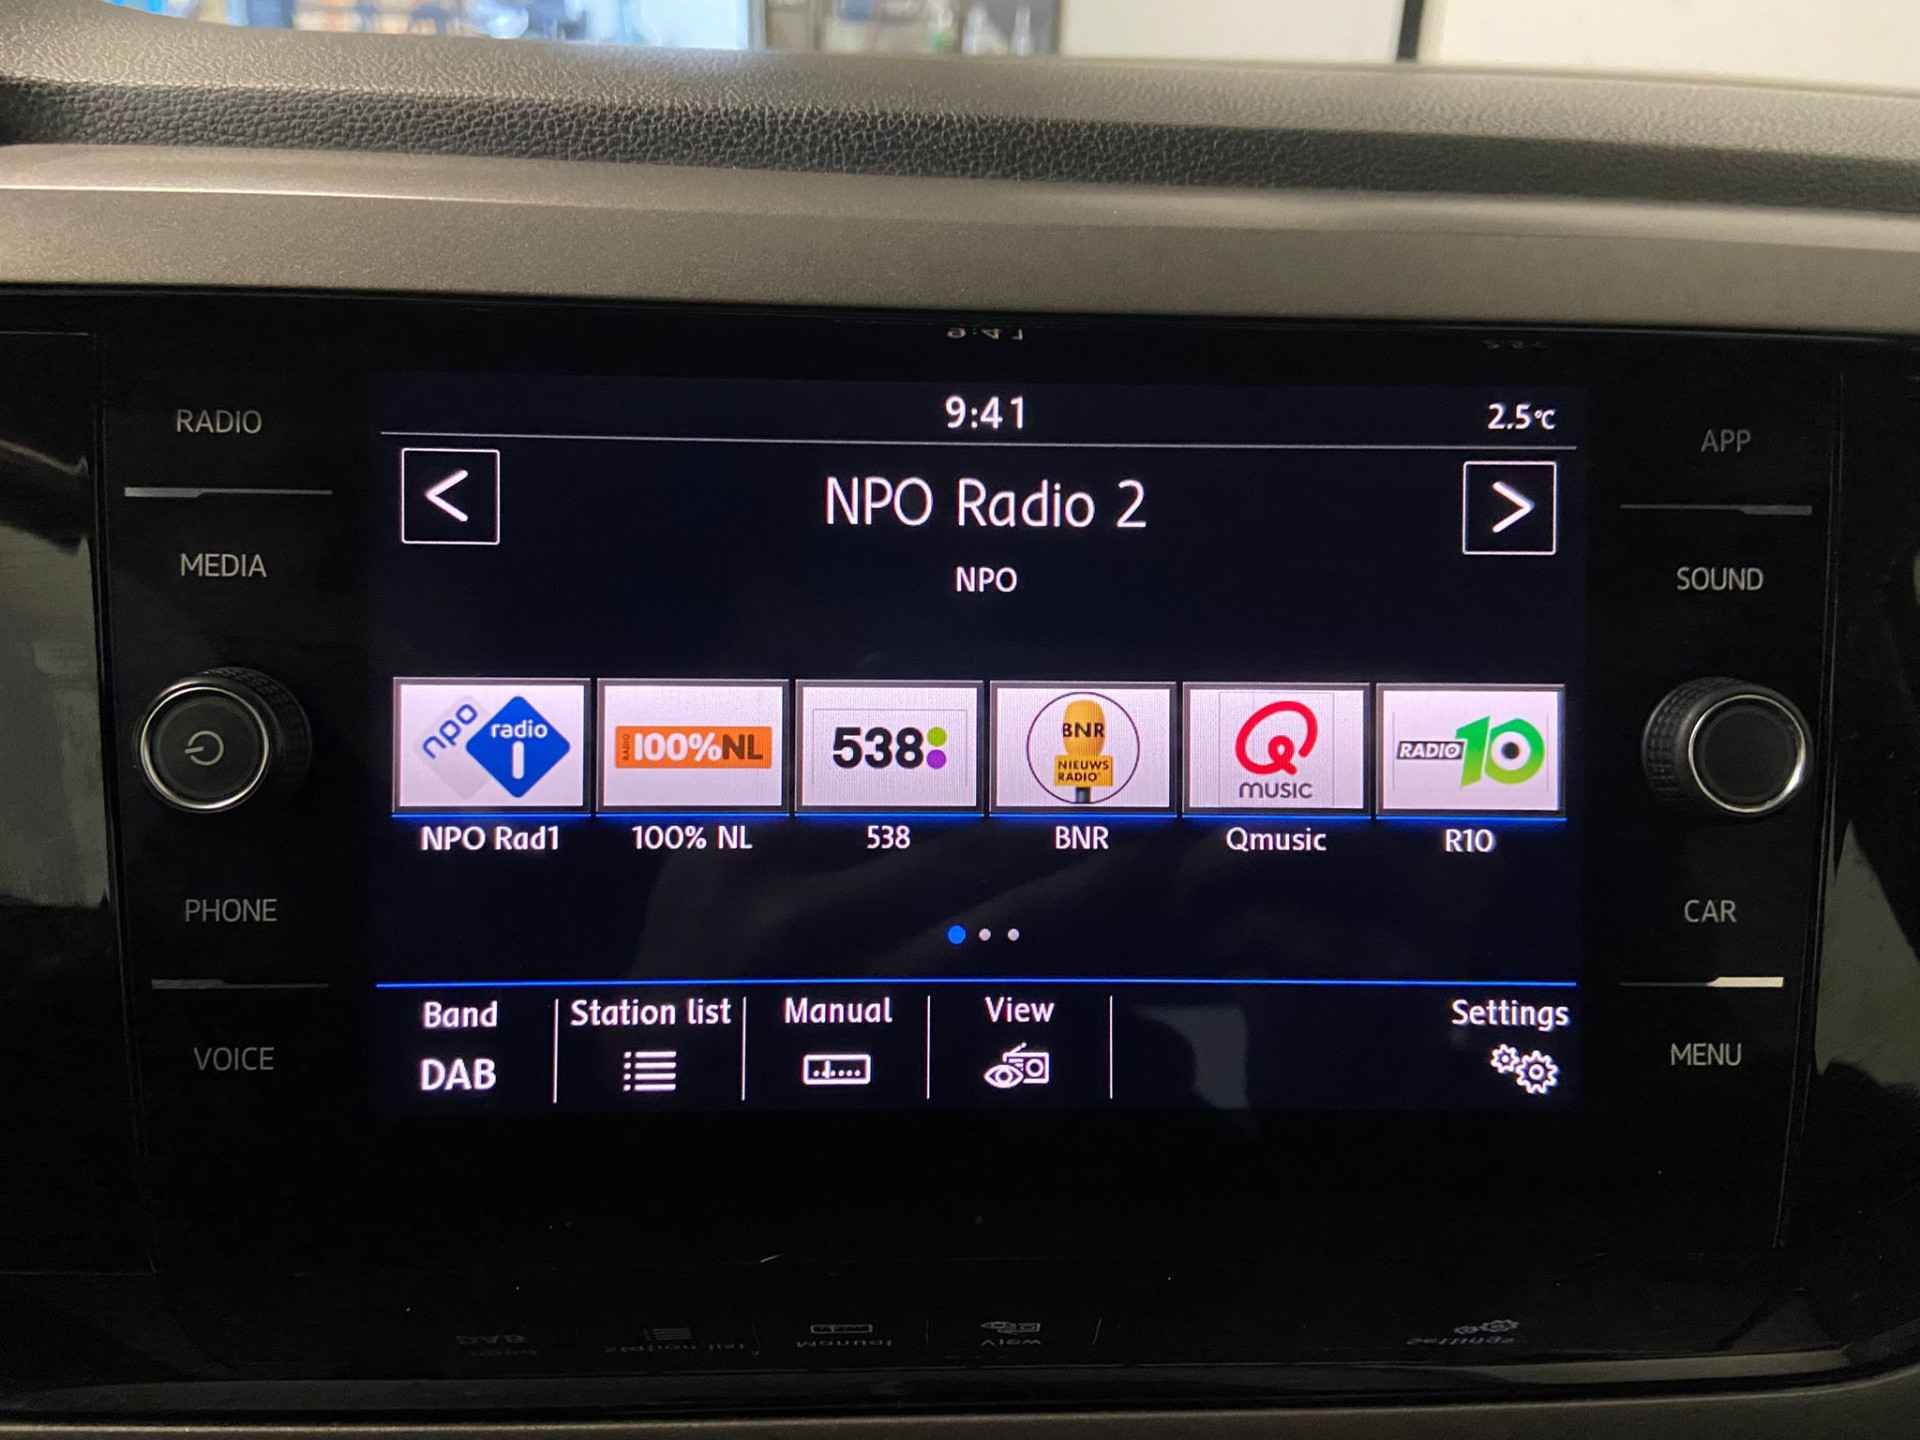 9:41 2.5°C
RADIO
MEDIA
PHONE
VOICE
APP
SOUND
CAR
MENU
< NPO Radio 2 >
NPO
npo radio 1
RADIO 100%NL
538
BNR
NIEUWS
RADIO
Q
MUSIC
RADIO 10
NPO Rad1 100% NL 538 BNR Qmusic R10
Band Station list Manual View Settings
DAB